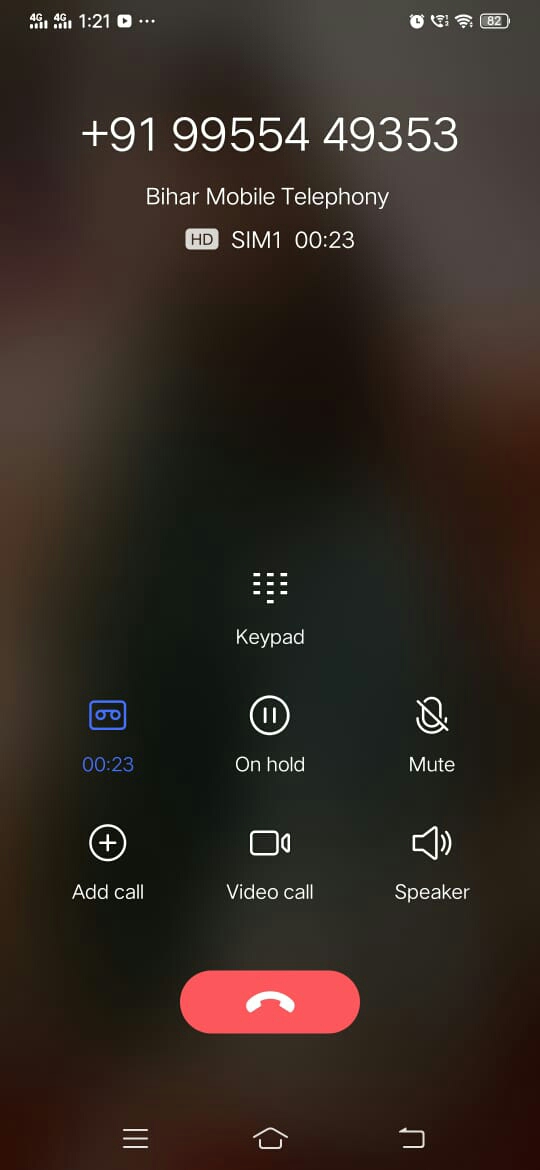 4G 4G 1:21 ... 82
+91 99554 49353
Bihar Mobile Telephony
HD SIM1 00:23
Keypad
00:23 On hold Mute
Add call Video call Speaker